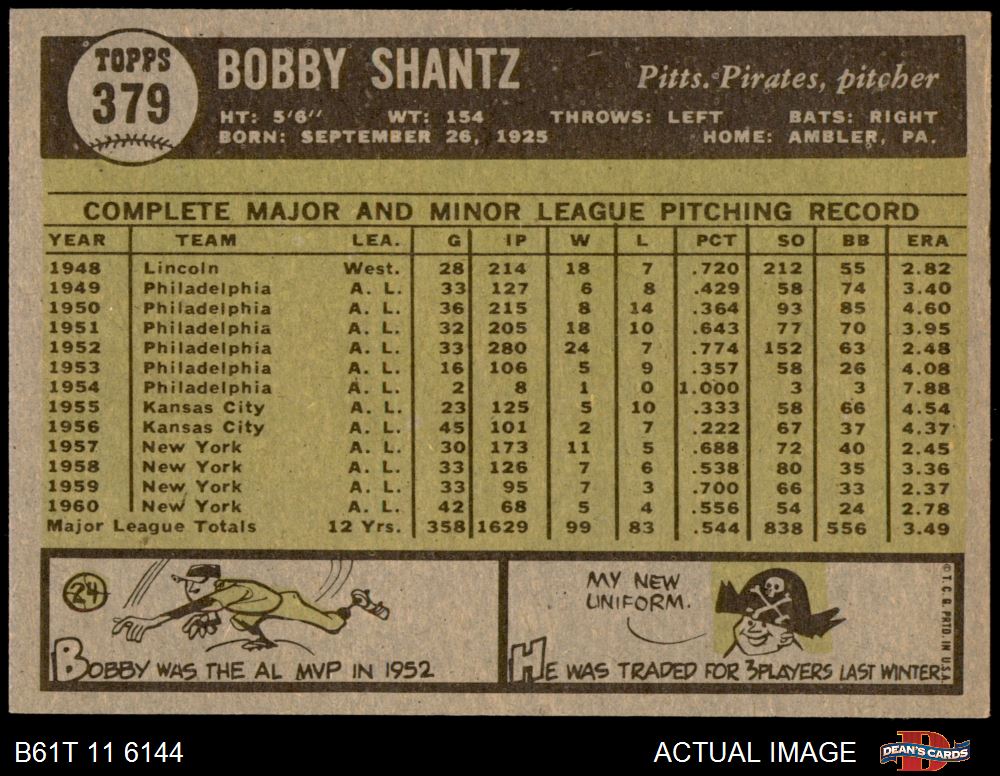 TOPPS
379
BOBBY SHANTZ
Pitts. Pirates, pitcher
HT: 5'6'' WT: 154 THROWS: LEFT BATS: RIGHT
BORN: SEPTEMBER 26, 1925 HOME: AMBLER, PA.
COMPLETE MAJOR AND MINOR LEAGUE PITCHING RECORD
YEAR TEAM LEA. G IP W L PCT SO BB ERA
1948 Lincoln West. 28 214 18 7 .720 212 55 2.82
1949 Philadelphia A. L. 33 127 6 8 .429 58 74 3.40
1950 Philadelphia A. L. 36 215 8 14 .364 93 85 4.60
1951 Philadelphia A. L. 32 205 18 10 .643 77 70 3.95
1952 Philadelphia A. L. 33 280 24 7 .774 152 63 2.48
1953 Philadelphia A. L. 16 106 5 9 .357 58 26 4.08
1954 Philadelphia A. L. 2 8 1 0 1.000 3 3 7.88
1955 Kansas City A. L. 23 125 5 10 .333 58 66 4.54
1956 Kansas City A. L. 45 101 2 7 .222 67 37 4.37
1957 New York A. L. 30 173 11 5 .688 72 40 2.45
1958 New York A. L. 33 126 7 6 .538 80 35 3.36
1959 New York A. L. 33 95 7 3 .700 66 33 2.37
1960 New York A. L. 42 68 5 4 .556 54 24 2.78
Major League Totals 12 Yrs. 358 1629 99 83 .544 838 556 3.49
24
BOBBY WAS THE AL MVP IN 1952
MY NEW
UNIFORM.
HE WAS TRADED FOR 3 PLAYERS LAST WINTER
© T. C. G. PRTD. IN U.S.A.
B61T 11 6144
ACTUAL IMAGE
DEAN'S CARDS